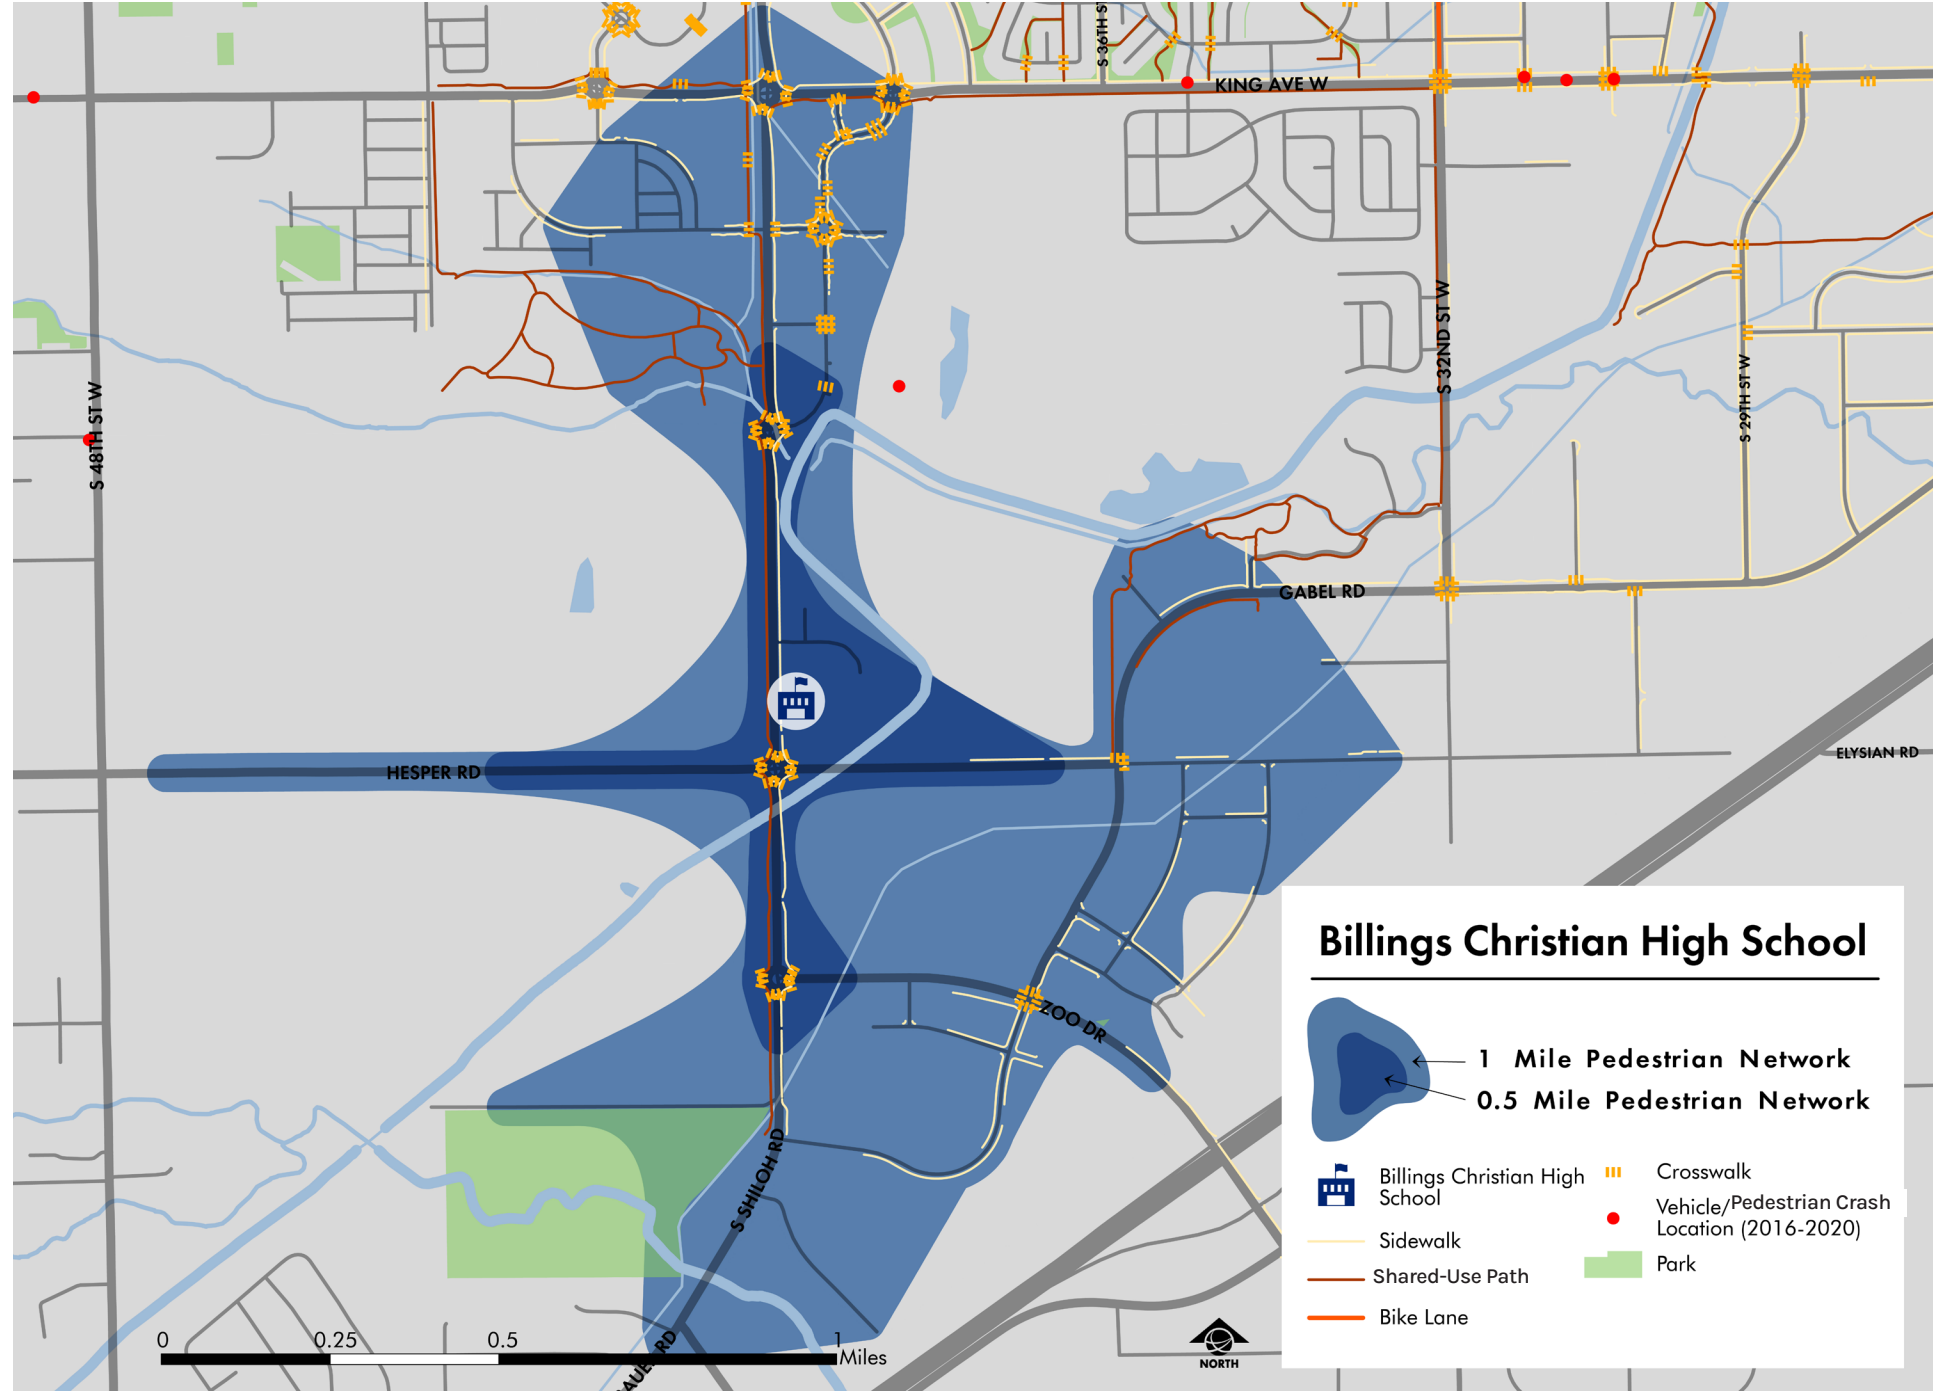 S 36TH ST
KING AVE W
S 48TH ST W
S 32ND ST W
S 29TH ST W
GABEL RD
HESPER RD
ELYSIAN RD
ZOO DR
S SHILOH RD
RD
0
0.25
0.5
1
Miles
NORTH
Billings Christian High School
1 Mile Pedestrian Network
0.5 Mile Pedestrian Network
Billings Christian High
School
Sidewalk
Shared-Use Path
Bike Lane
Crosswalk
Vehicle/Pedestrian Crash
Location (2016-2020)
Park